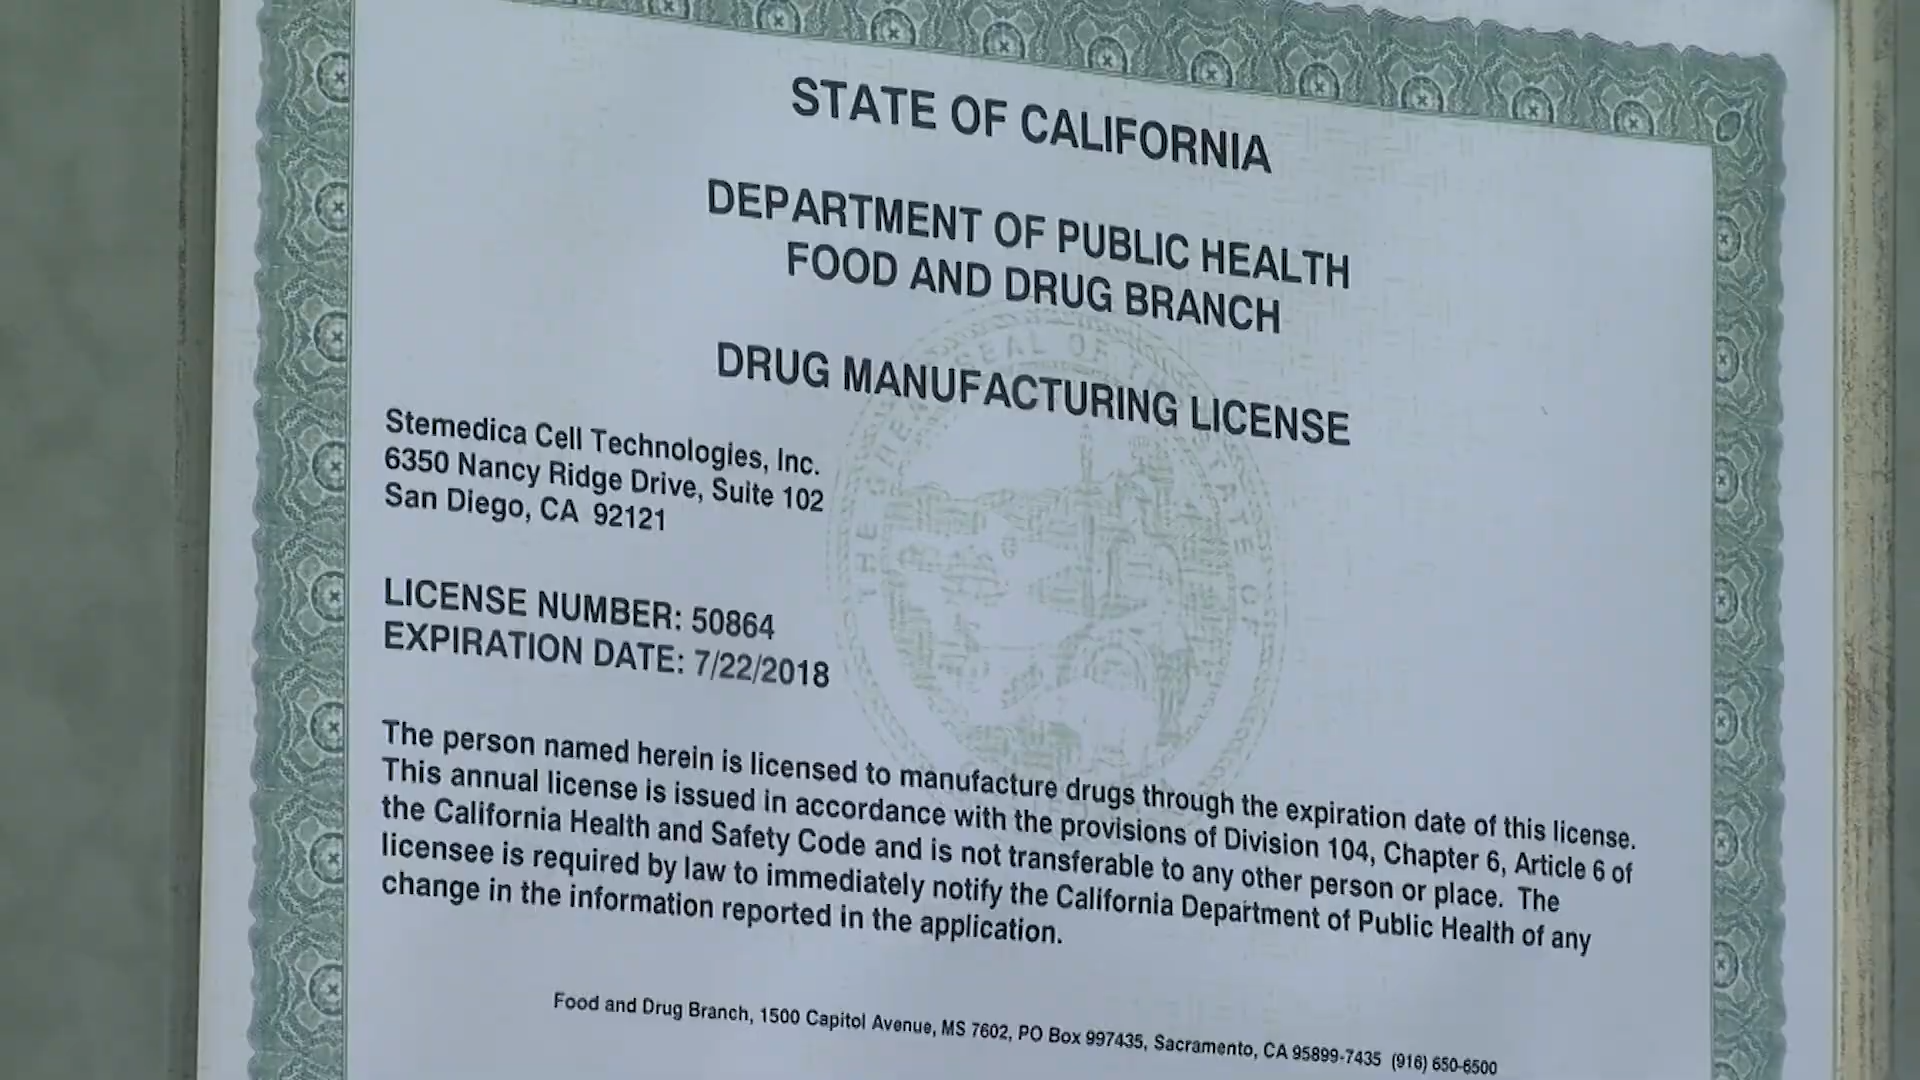 STATE OF CALIFORNIA
DEPARTMENT OF PUBLIC HEALTH
FOOD AND DRUG BRANCH
DRUG MANUFACTURING LICENSE
Stemedica Cell Technologies, Inc.
6350 Nancy Ridge Drive, Suite 102
San Diego, CA 92121
LICENSE NUMBER: 50864
EXPIRATION DATE: 7/22/2018
The person named herein is licensed to manufacture drugs through the expiration date of this license.
This annual license is issued in accordance with the provisions of Division 104, Chapter 6, Article 6 of
the California Health and Safety Code and is not transferable to any other person or place. The
licensee is required by law to immediately notify the California Department of Public Health of any
change in the information reported in the application.
Food and Drug Branch, 1500 Capitol Avenue, MS 7602, PO Box 997435, Sacramento, CA 95899-7435 (916) 650-6500
SEAL OF THE
STATE OF